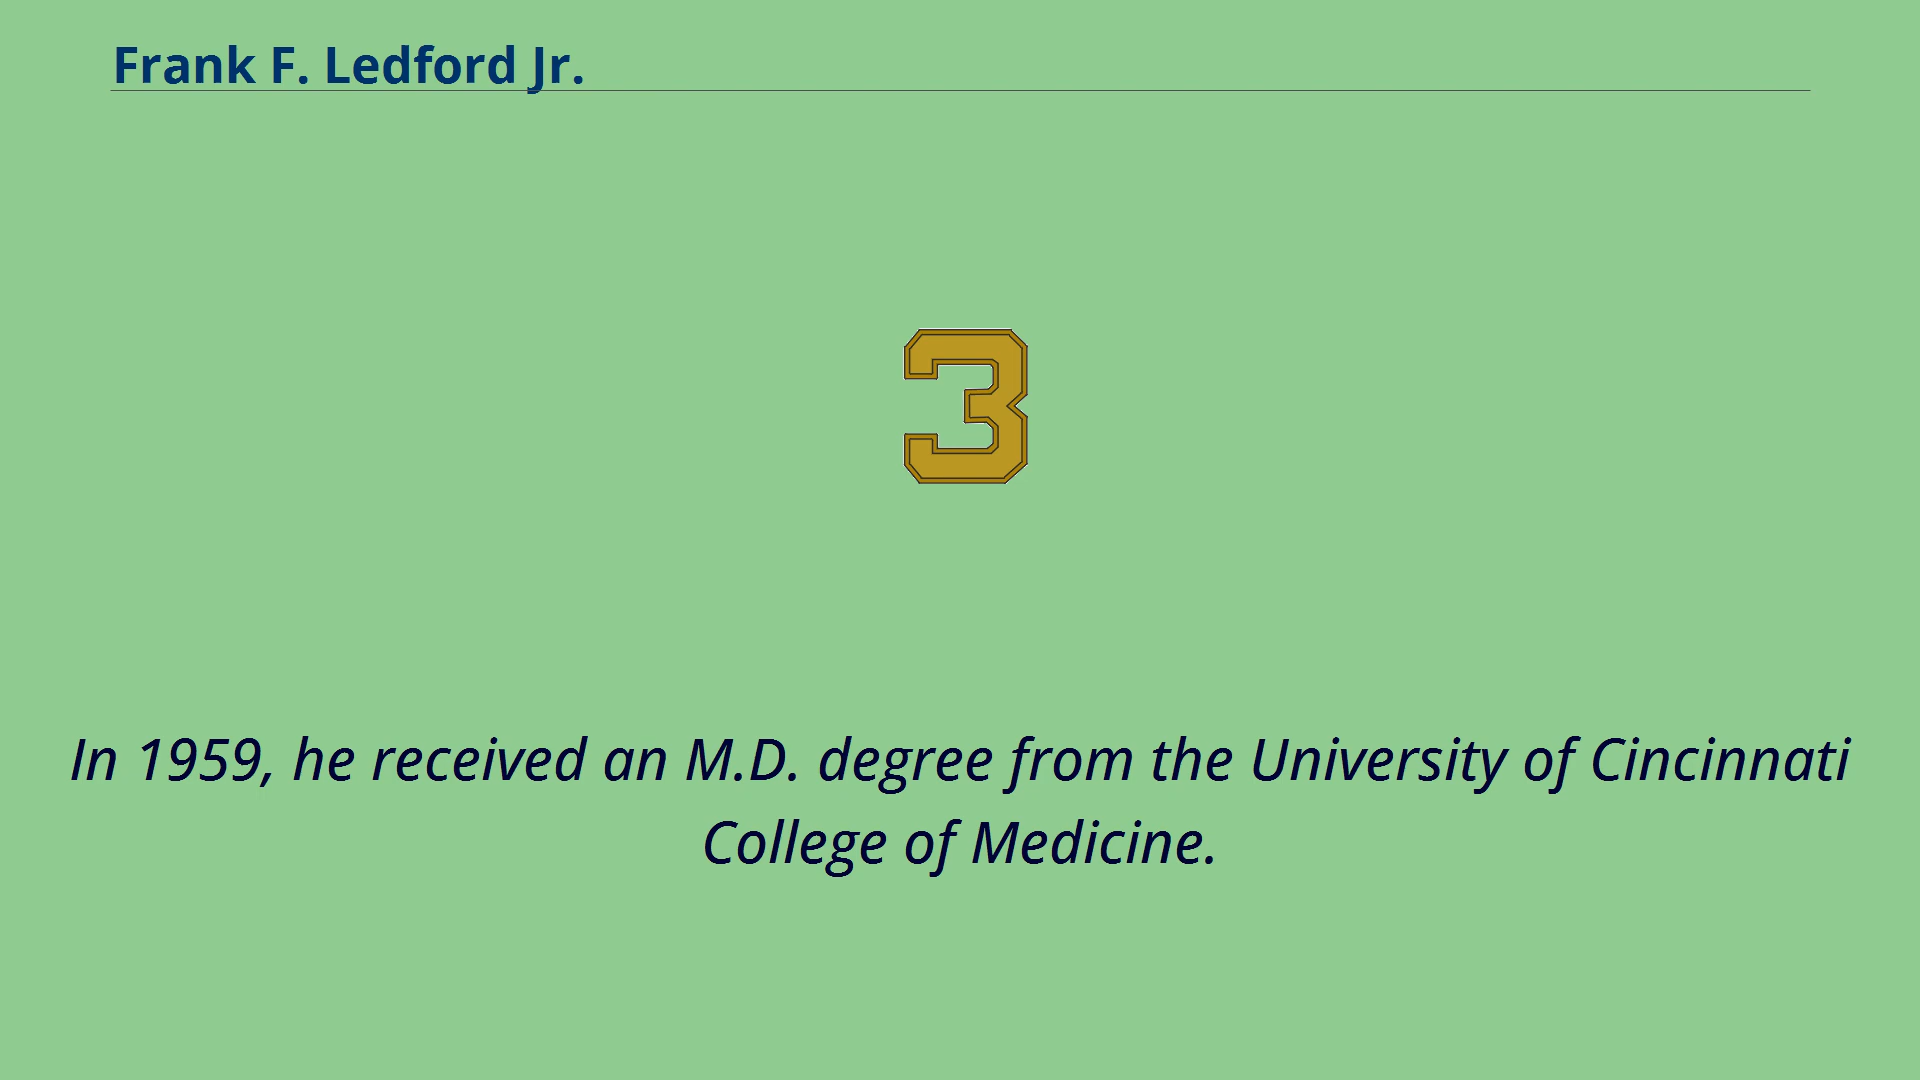 Frank F. Ledford Jr.
3
In 1959, he received an M.D. degree from the University of Cincinnati
College of Medicine.